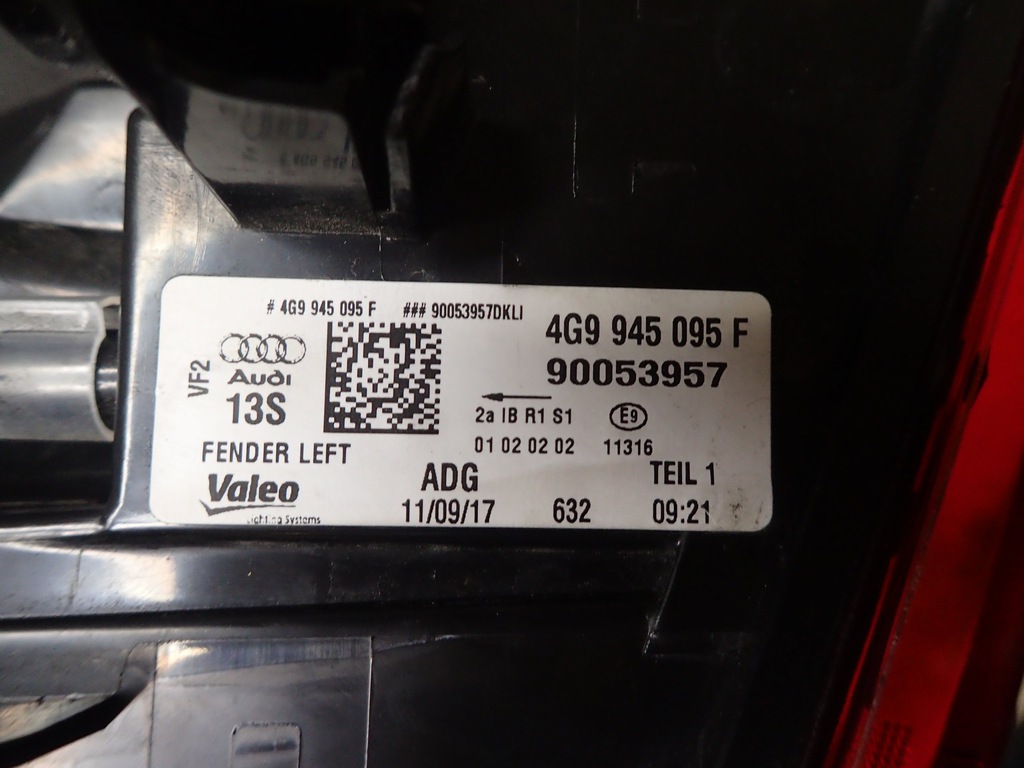 # 4G9 945 095 F ### 90053957DKLI
4G9 945 095 F
90053957
VF2
Audi
13S
2a IB R1 S1
E9
01 02 02 02
11316
FENDER LEFT
Valeo
Lighting Systems
ADG
TEIL 1
11/09/17
632
09:21